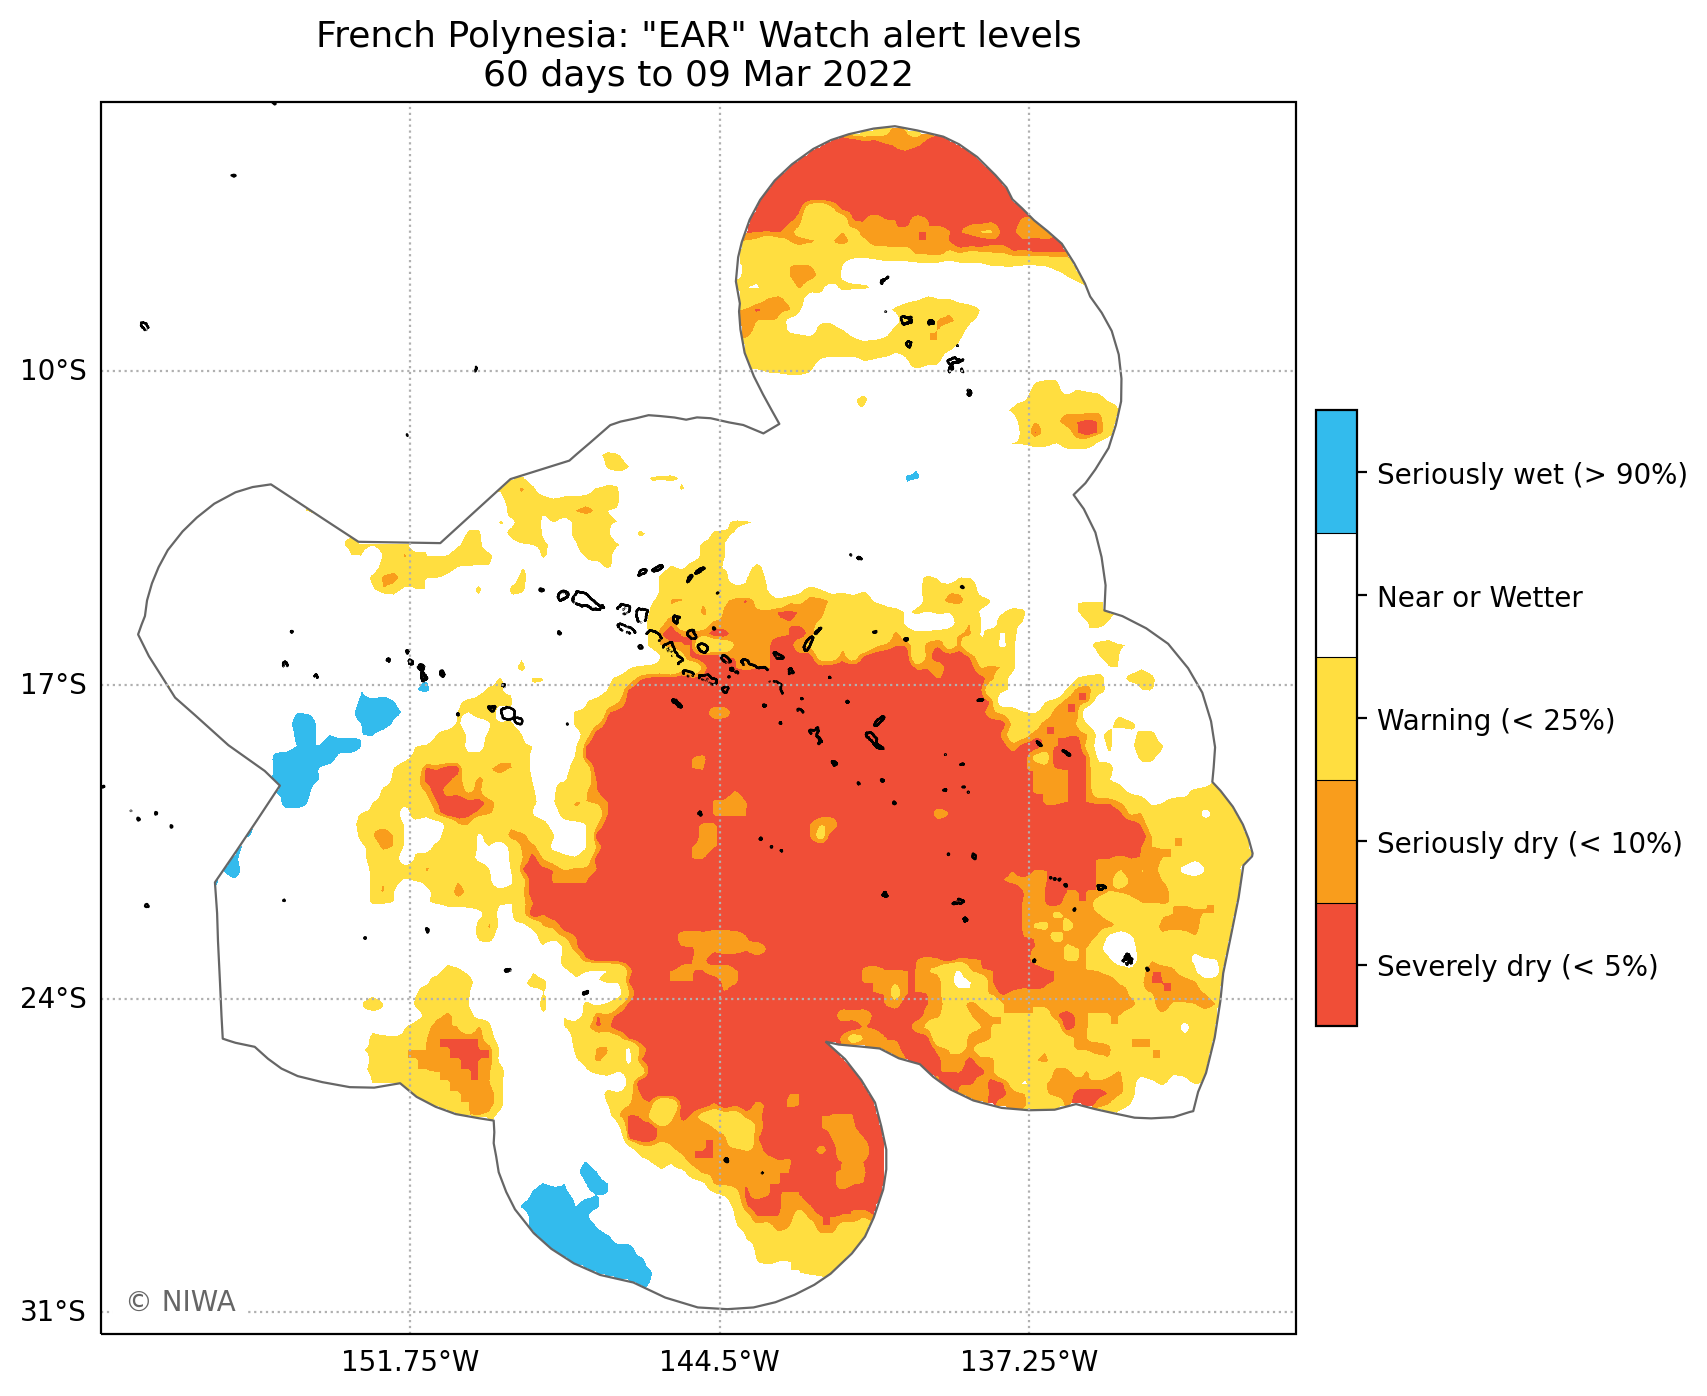 French Polynesia: "EAR" Watch alert levels
60 days to 09 Mar 2022
10°S
17°S
24°S
31°S
151.75°W
144.5°W
137.25°W
© NIWA
Seriously wet (> 90%)
Near or Wetter
Warning (< 25%)
Seriously dry (< 10%)
Severely dry (< 5%)